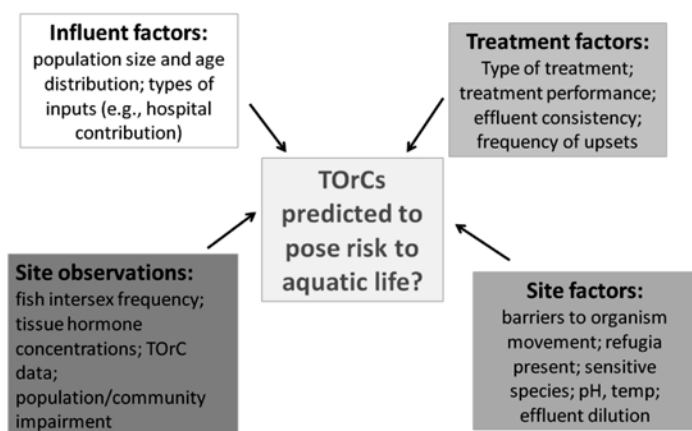 Influent factors:
population size and age
distribution; types of
inputs (e.g., hospital
contribution)
Treatment factors:
Type of treatment;
treatment performance;
effluent consistency;
frequency of upsets
TOrCs
predicted to
pose risk to
aquatic life?
Site observations:
fish intersex frequency;
tissue hormone
concentrations; TOrC
data;
population/community
impairment
Site factors:
barriers to organism
movement; refugia
present; sensitive
species; pH, temp;
effluent dilution